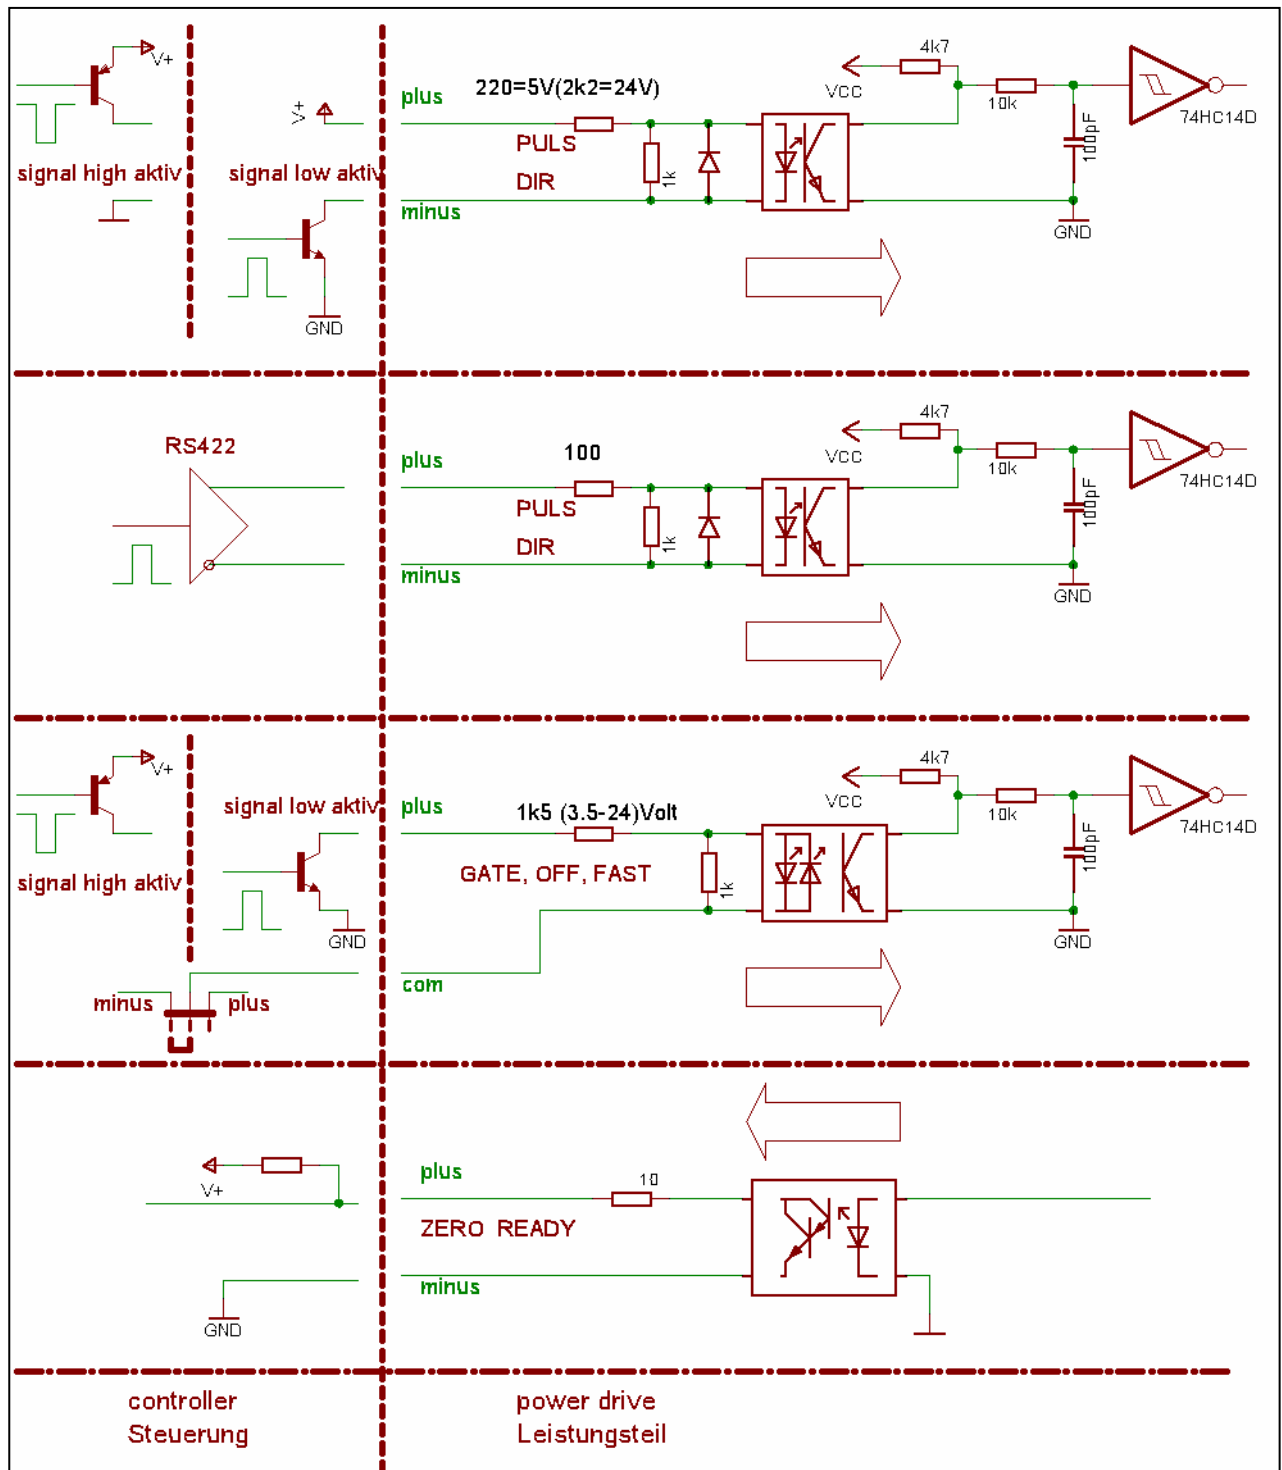 V+
signal high aktiv
V+
signal low aktiv
GND
plus
220=5V(2k2=24V)
PULS
DIR
minus
1k
VCC
4k7
10k
100pF
GND
74HC14D
RS422
plus
100
PULS
DIR
minus
1k
VCC
4k7
10k
100pF
GND
74HC14D
V+
signal high aktiv
signal low aktiv
GND
minus
plus
plus
1k5 (3.5-24)Volt
GATE, OFF, FAST
com
1k
VCC
4k7
10k
100pF
GND
74HC14D
V+
GND
plus
10
ZERO READY
minus
controller
Steuerung
power drive
Leistungsteil